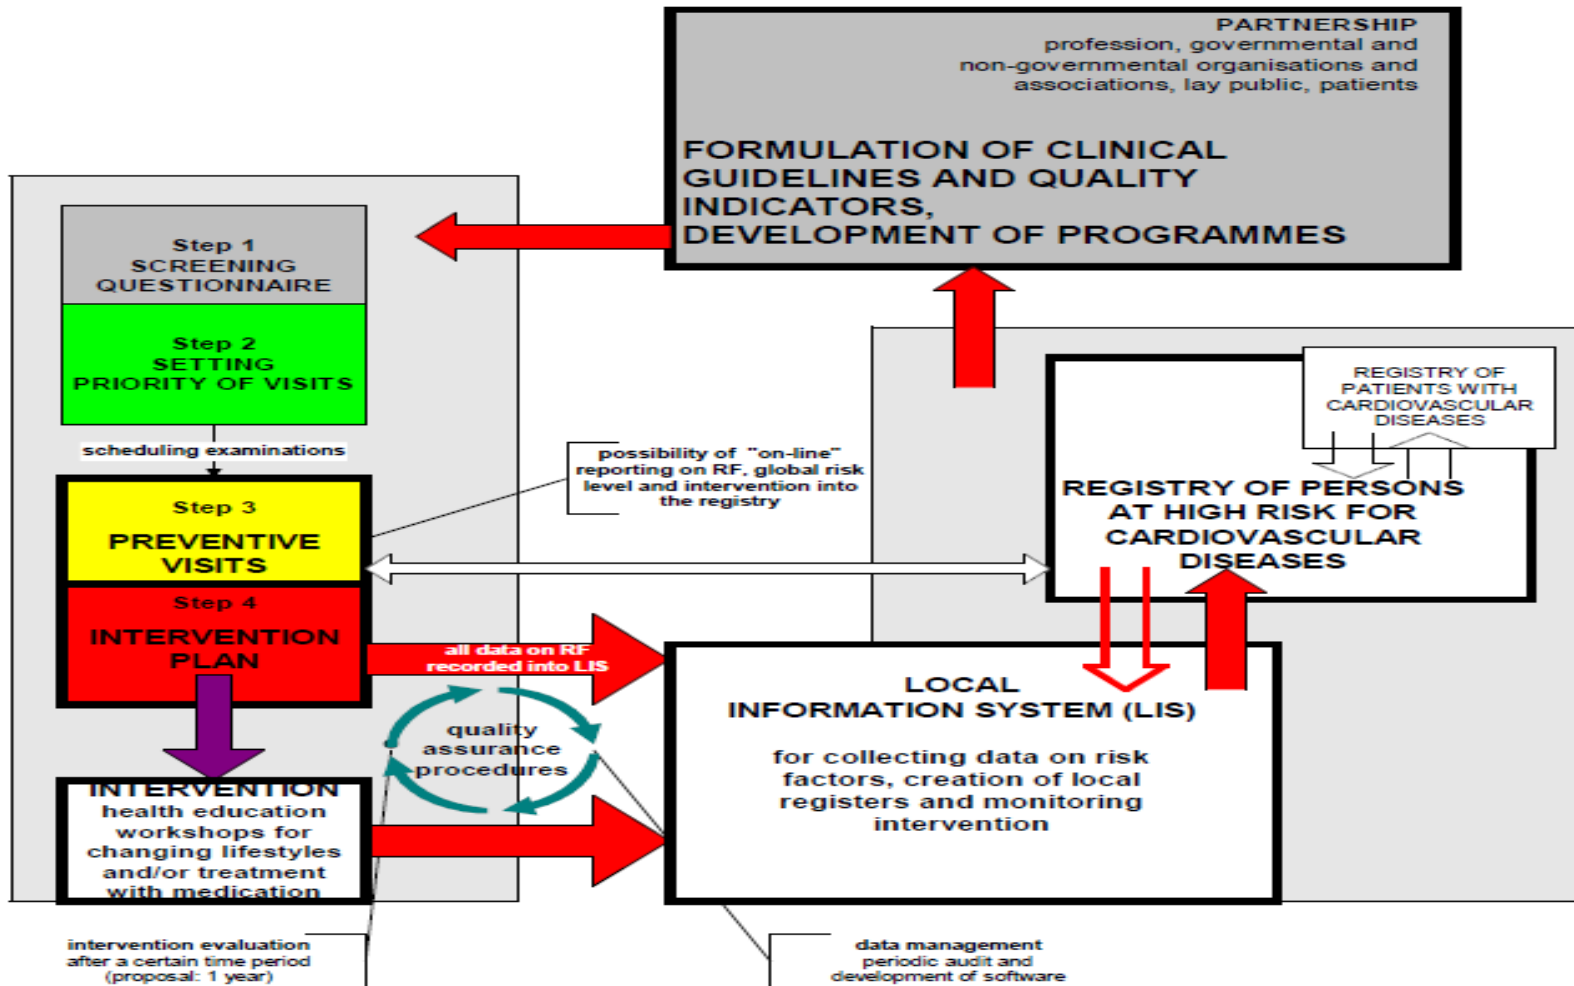 PARTNERSHIP
profession, governmental and
non-governmental organisations and
associations, lay public, patients
FORMULATION OF CLINICAL
GUIDELINES AND QUALITY
INDICATORS,
DEVELOPMENT OF PROGRAMMES
Step 1
SCREENING
QUESTIONNAIRE
Step 2
SETTING
PRIORITY OF VISITS
scheduling examinations
Step 3
PREVENTIVE
VISITS
Step 4
INTERVENTION
PLAN
INTERVENTION
health education
workshops for
changing lifestyles
and/or treatment
with medication
possibility of "on-line"
reporting on RF, global risk
level and intervention into
the registry
all data on RF
recorded into LIS
quality
assurance
procedures
REGISTRY OF
PATIENTS WITH
CARDIOVASCULAR
DISEASES
REGISTRY OF PERSONS
AT HIGH RISK FOR
CARDIOVASCULAR
DISEASES
LOCAL
INFORMATION SYSTEM (LIS)
for collecting data on risk
factors, creation of local
registers and monitoring
intervention
intervention evaluation
after a certain time period
(proposal: 1 year)
data management
periodic audit and
development of software